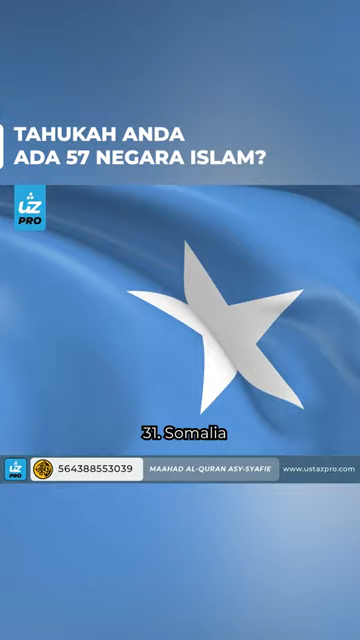 TAHUKAH ANDA
ADA 57 NEGARA ISLAM?
UZ
PRO
31. Somalia
UZ
PRO
564388553039
MAAHAD AL-QURAN ASY-SYAFIE
www.ustazpro.com